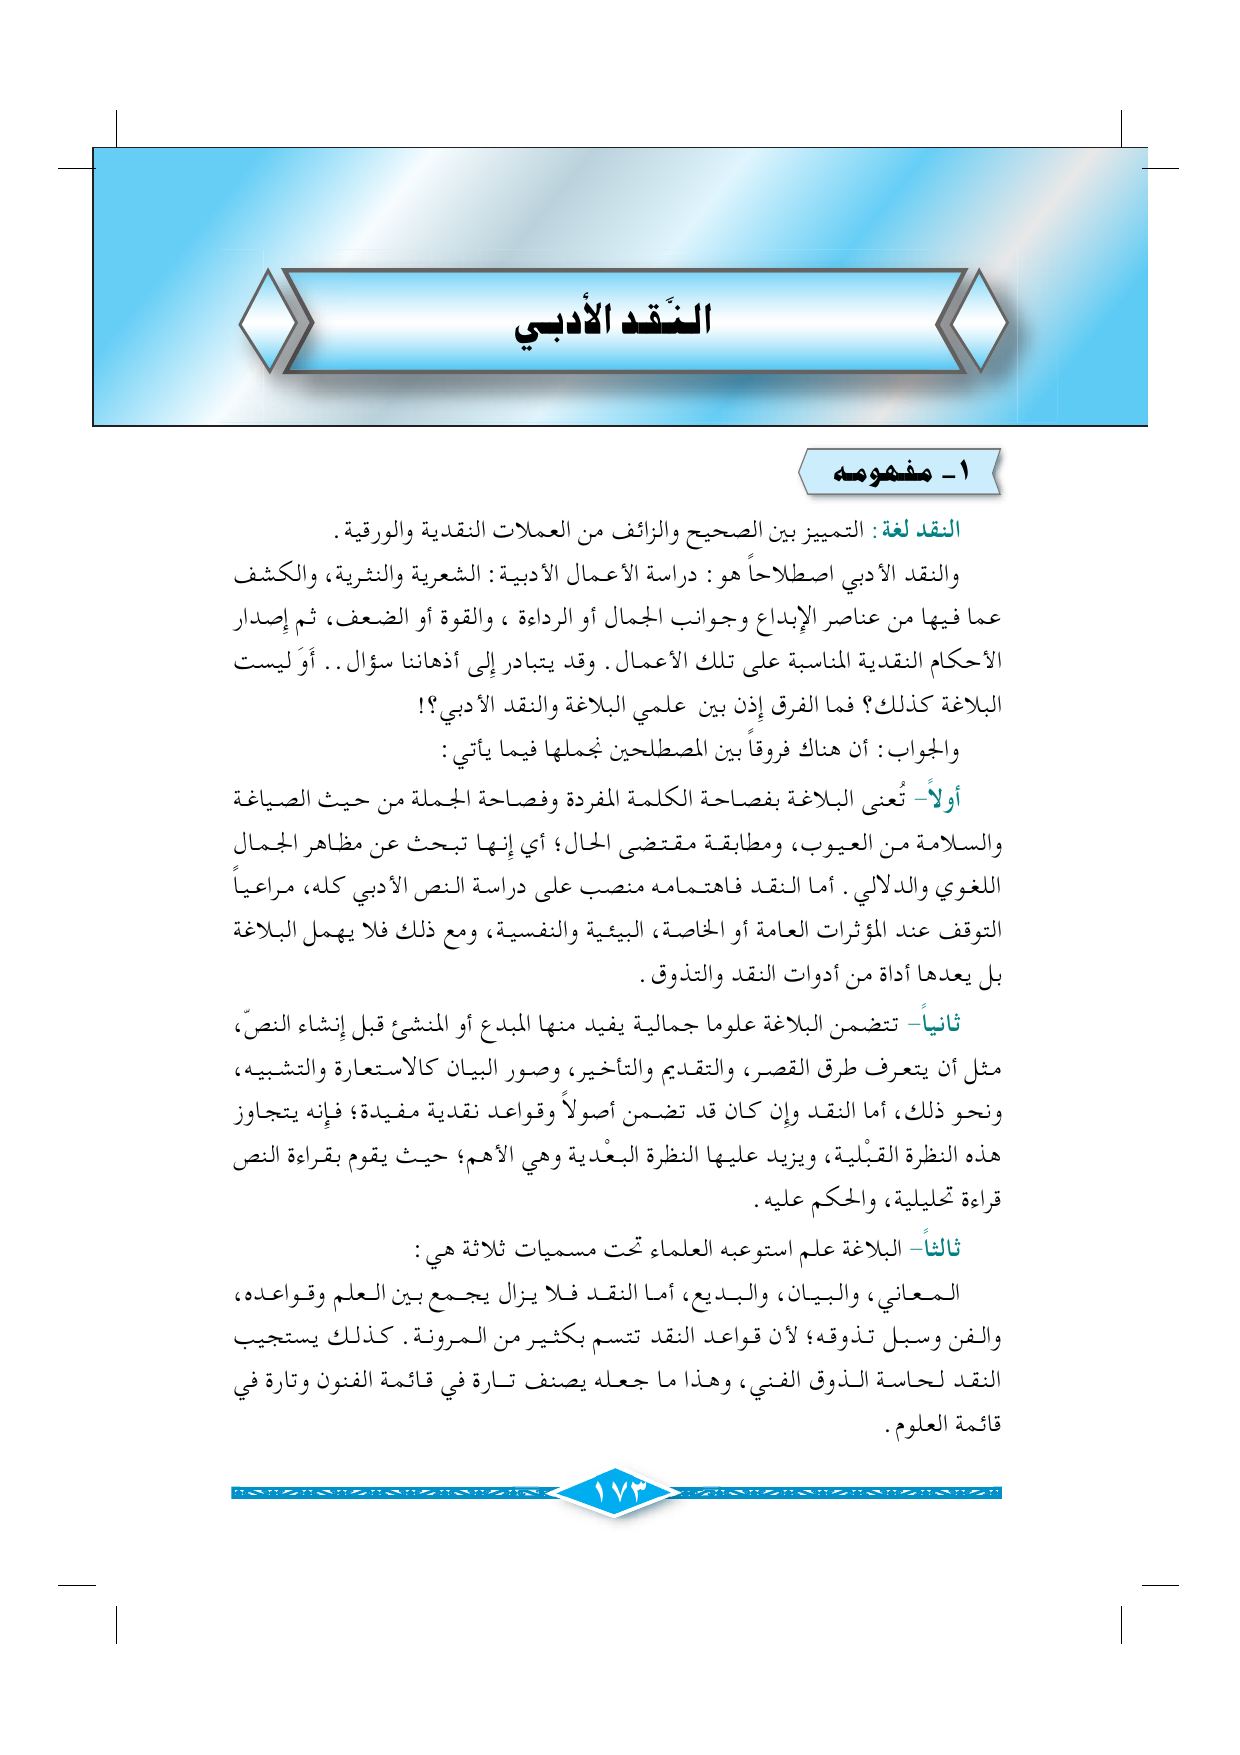 النَّقد الأدبي
١- مفهومه
النقد لغة: التمييز بين الصحيح والزائف من العملات النقدية والورقية.
والنقد الأدبي اصطلاحاً هو: دراسة الأعمال الأدبية: الشعرية والنثرية، والكشف
عما فيها من عناصر الإبداع وجوانب الجمال أو الرداءة ، والقوة أو الضعف، ثم إصدار
الأحكام النقدية المناسبة على تلك الأعمال. وقد يتبادر إلى أذهاننا سؤال.. أَوَ ليست
البلاغة كذلك؟ فما الفرق إذن بين علمي البلاغة والنقد الأدبي؟!
والجواب: أن هناك فروقاً بين المصطلحين نجملها فيما يأتي:
أولاً- تُعنى البلاغة بفصاحة الكلمة المفردة وفصاحة الجملة من حيث الصياغة
والسلامة من العيوب، ومطابقة مقتضى الحال؛ أي إنها تبحث عن مظاهر الجمال
اللغوي والدلالي. أما النقد فاهتمامه منصب على دراسة النص الأدبي كله، مراعياً
التوقف عند المؤثرات العامة أو الخاصة، البيئية والنفسية، ومع ذلك فلا يهمل البلاغة
بل يعدها أداة من أدوات النقد والتذوق.
ثانياً- تتضمن البلاغة علوما جمالية يفيد منها المبدع أو المنشئ قبل إنشاء النصّ،
مثل أن يتعرف طرق القصر، والتقديم والتأخير، وصور البيان كالاستعارة والتشبيه،
ونحو ذلك، أما النقد وإن كان قد تضمن أصولاً وقواعد نقدية مفيدة؛ فإنه يتجاوز
هذه النظرة القبْلية، ويزيد عليها النظرة البعْدية وهي الأهم؛ حيث يقوم بقراءة النص
قراءة تحليلية، والحكم عليه.
ثالثاً- البلاغة علم استوعبه العلماء تحت مسميات ثلاثة هي:
المعاني، والبيان، والبديع، أما النقد فلا يزال يجمع بين العلم وقواعده،
والفن وسبل تذوقه؛ لأن قواعد النقد تتسم بكثير من المرونة. كذلك يستجيب
النقد لحاسة الذوق الفني، وهذا ما جعله يصنف تارة في قائمة الفنون وتارة في
قائمة العلوم.
١٧٣